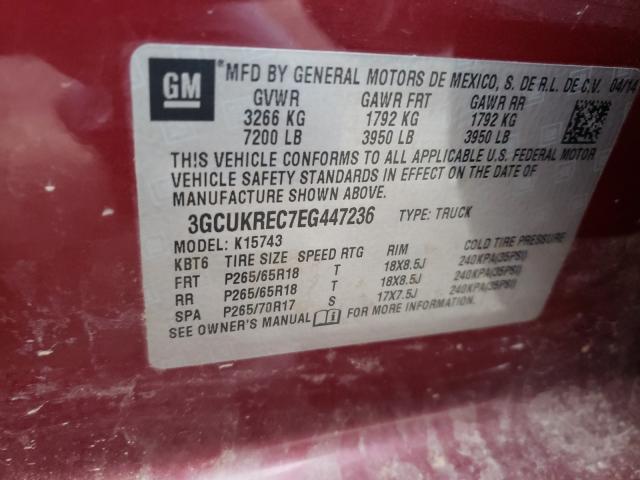 GM
*MFD BY GENERAL MOTORS DE MEXICO, S. DE R.L. DE C.V. 04/14
GVWR GAWR FRT GAWR RR
3266 KG 1792 KG 1792 KG
7200 LB 3950 LB 3950 LB
THIS VEHICLE CONFORMS TO ALL APPLICABLE U.S. FEDERAL MOTOR
VEHICLE SAFETY STANDARDS IN EFFECT ON THE DATE OF
MANUFACTURE SHOWN ABOVE.
3GCUKREC7EG447236 TYPE: TRUCK
MODEL: K15743
KBT6 TIRE SIZE SPEED RTG RIM COLD TIRE PRESSURE
FRT P265/65R18 T 18X8.5J 240KPA(35PSI)
RR P265/65R18 T 18X8.5J 240KPA(35PSI)
SPA P265/70R17 S 17X7.5J 240KPA(35PSI)
SEE OWNER'S MANUAL FOR MORE INFORMATION.